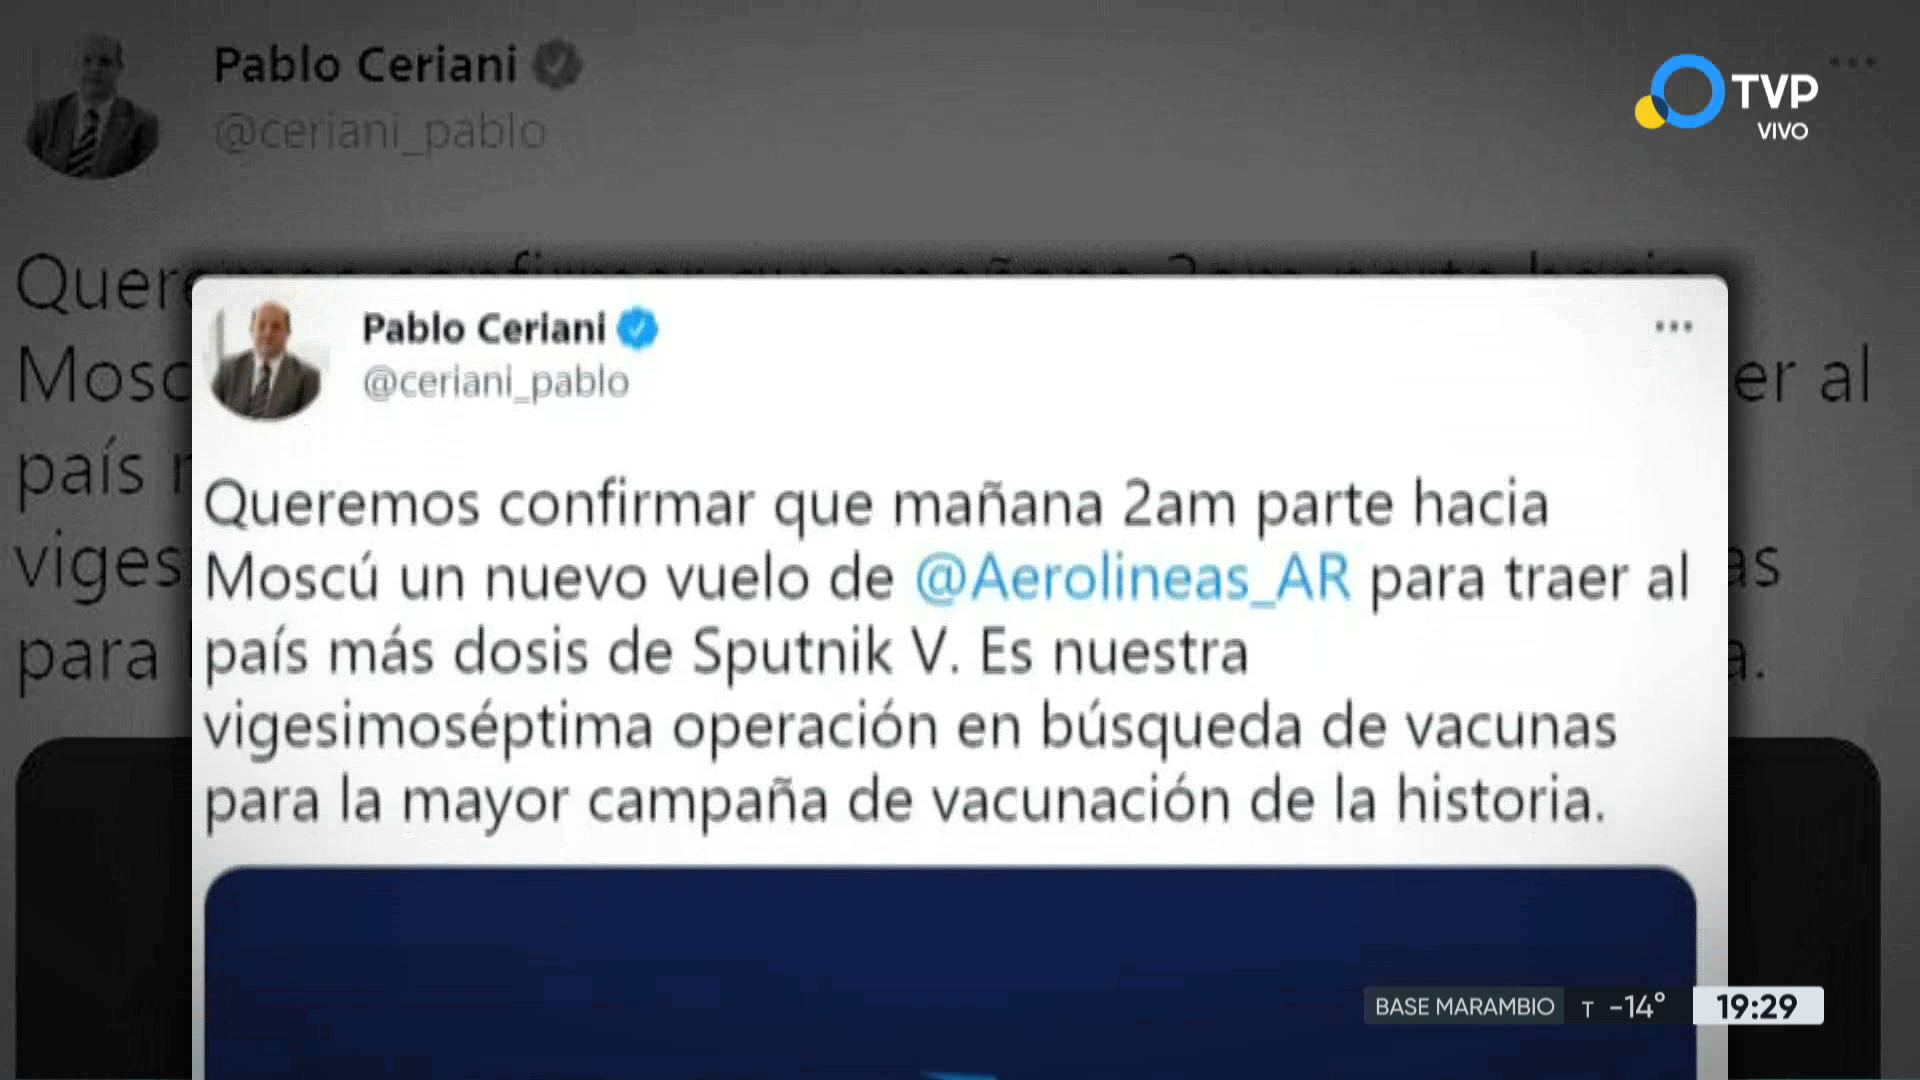 Pablo Ceriani
@ceriani_pablo
TVP
VIVO
Pablo Ceriani
@ceriani_pablo
Queremos confirmar que mañana 2am parte hacia
Moscú un nuevo vuelo de @Aerolineas_AR para traer al
país más dosis de Sputnik V. Es nuestra
vigesimoséptima operación en búsqueda de vacunas
para la mayor campaña de vacunación de la historia.
BASE MARAMBIO T -14° 19:29